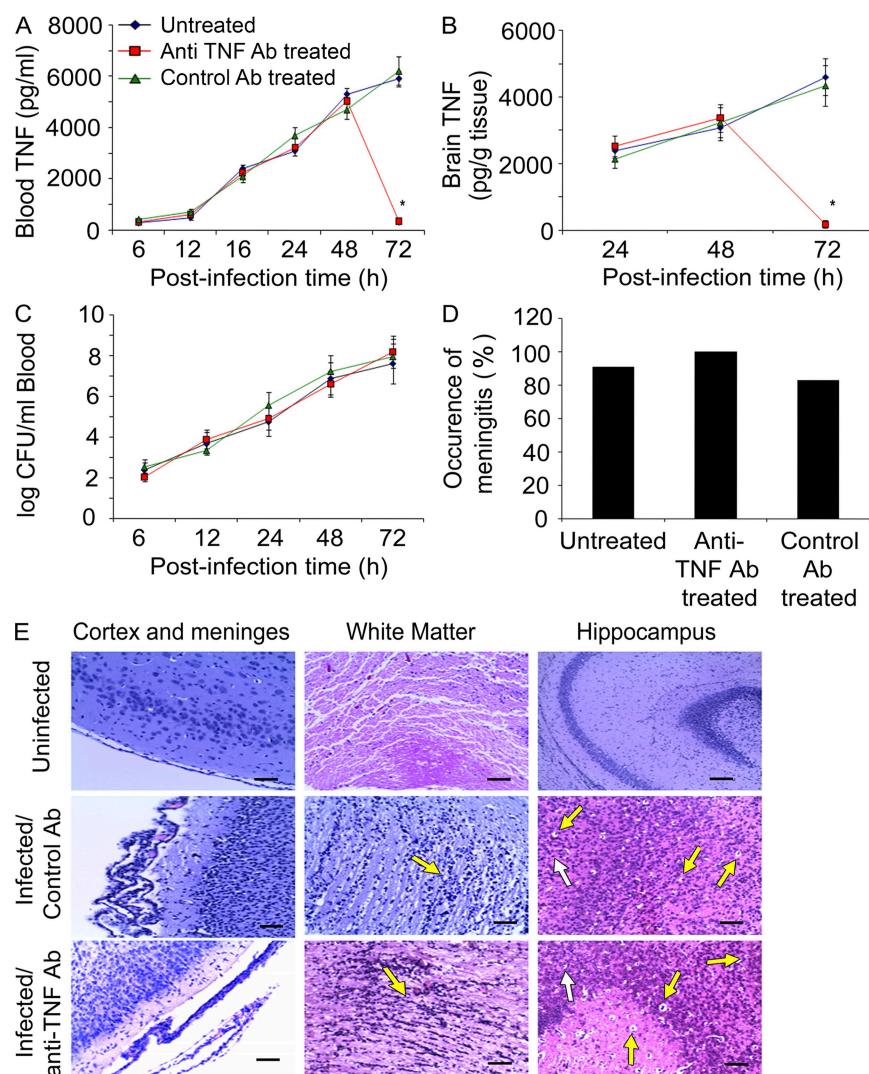 A
Blood TNF (pg/ml)
8000
6000
4000
2000
0
Untreated
Anti TNF Ab treated
Control Ab treated
*
6 12 16 24 48 72
Post-infection time (h)
B
Brain TNF
(pg/g tissue)
6000
4000
2000
0
*
24 48 72
Post-infection time (h)
C
log CFU/ml Blood
10
8
6
4
2
0
6 12 24 48 72
Post-infection time (h)
D
Occurence of
meningitis (%)
120
100
80
60
40
20
0
Untreated
Anti-
TNF Ab
treated
Control
Ab
treated
E
Cortex and meninges White Matter Hippocampus
Uninfected
Infected/
Control Ab
Infected/
anti-TNF Ab